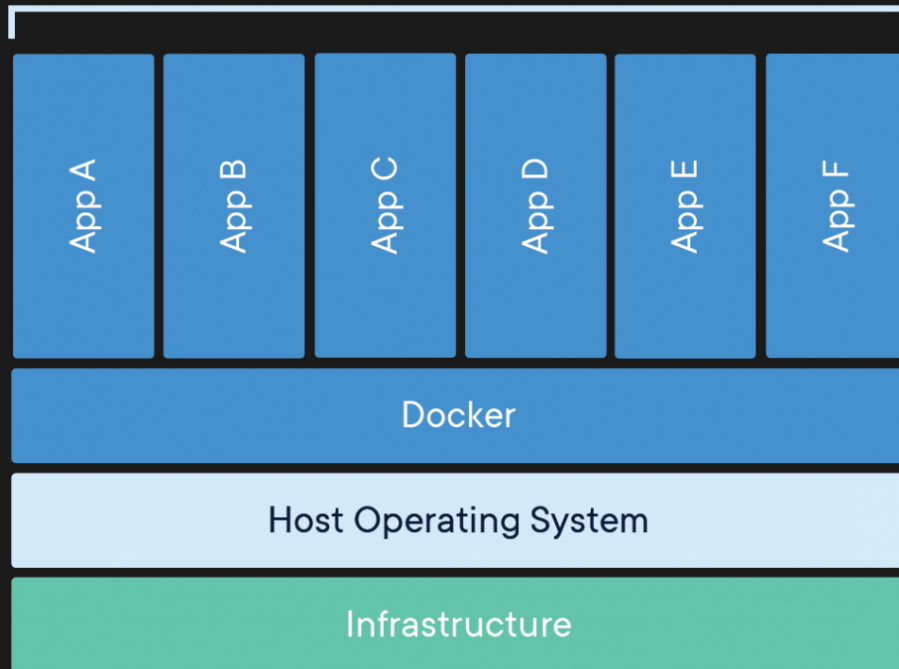 App A
App B
App C
App D
App E
App F
Docker
Host Operating System
Infrastructure